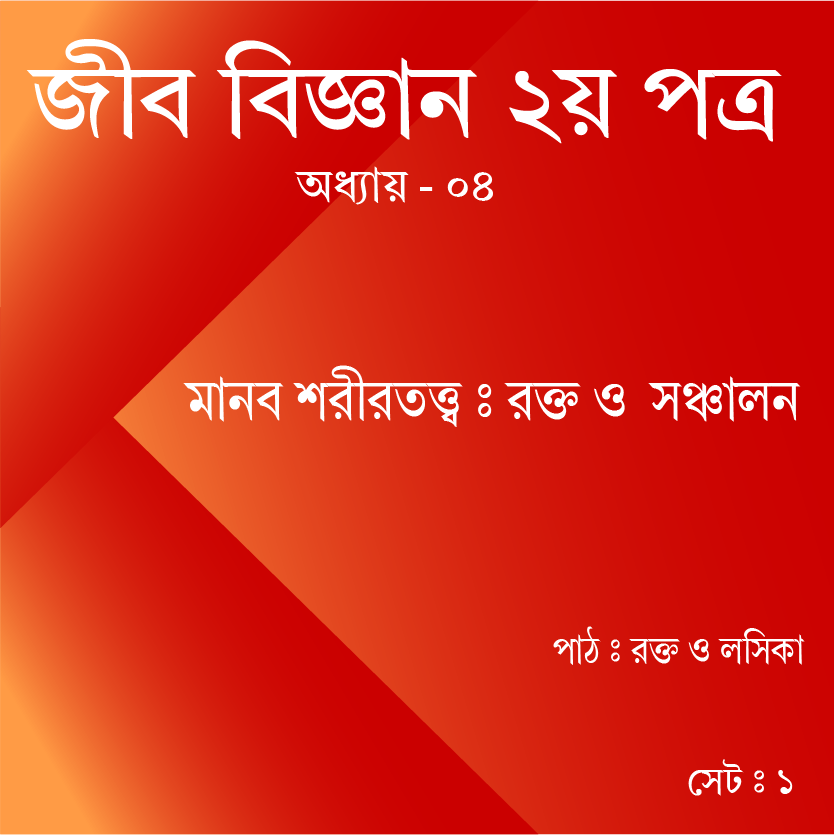 জীব বিজ্ঞান ২য় পত্র
অধ্যায় - ০৪
মানব শরীরতত্ত্ব ঃ রক্ত ও সঞ্চালন
পাঠ ঃ রক্ত ও লসিকা
সেট ঃ ১